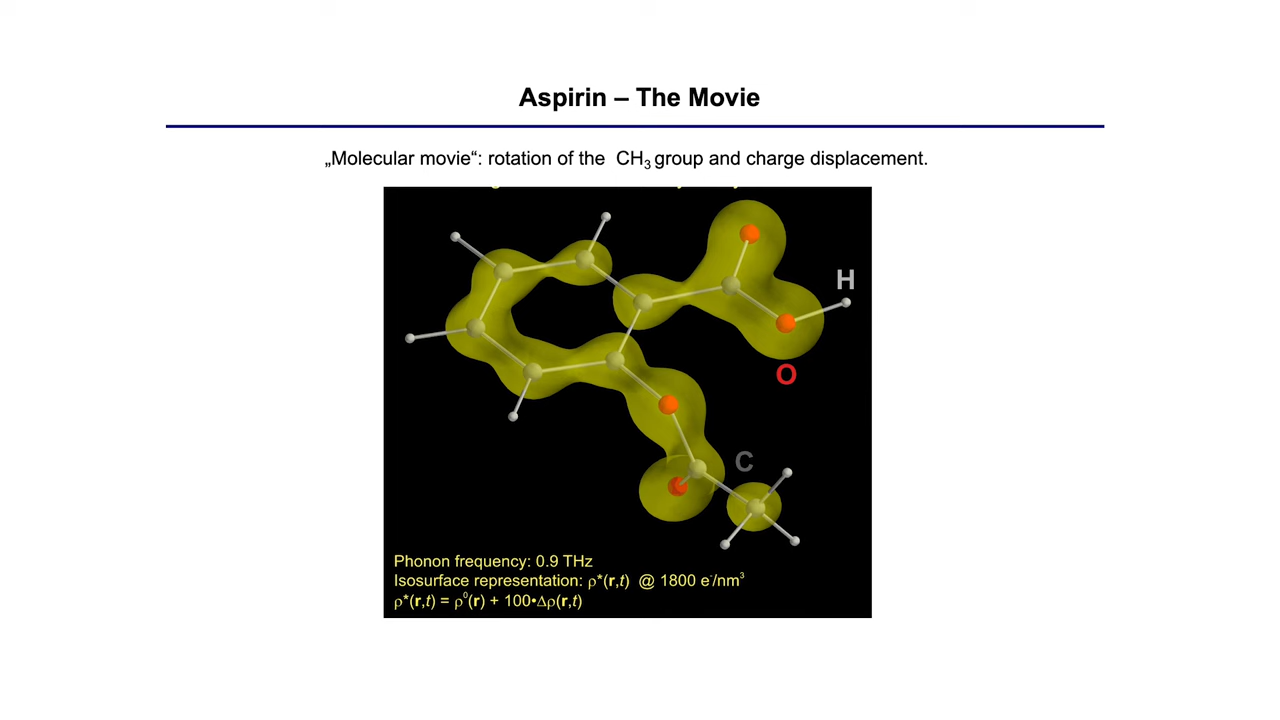 Aspirin – The Movie
„Molecular movie“: rotation of the CH₃ group and charge displacement.
H
O
C
Phonon frequency: 0.9 THz
Isosurface representation: ρ*(r,t) @ 1800 e⁻/nm³
ρ*(r,t) = ρ⁰(r) + 100•Δρ(r,t)